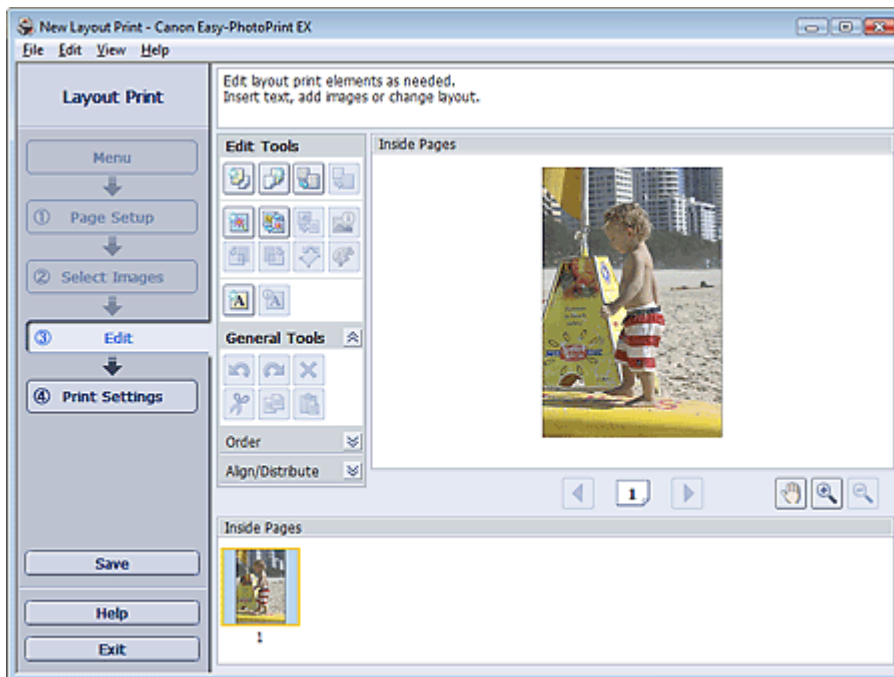 New Layout Print - Canon Easy-PhotoPrint EX
File Edit View Help
Layout Print
Menu
① Page Setup
② Select Images
③ Edit
④ Print Settings
Save
Help
Exit
Edit layout print elements as needed.
Insert text, add images or change layout.
Edit Tools
A A
General Tools
Order
Align/Distribute
Inside Pages
1
Inside Pages
1